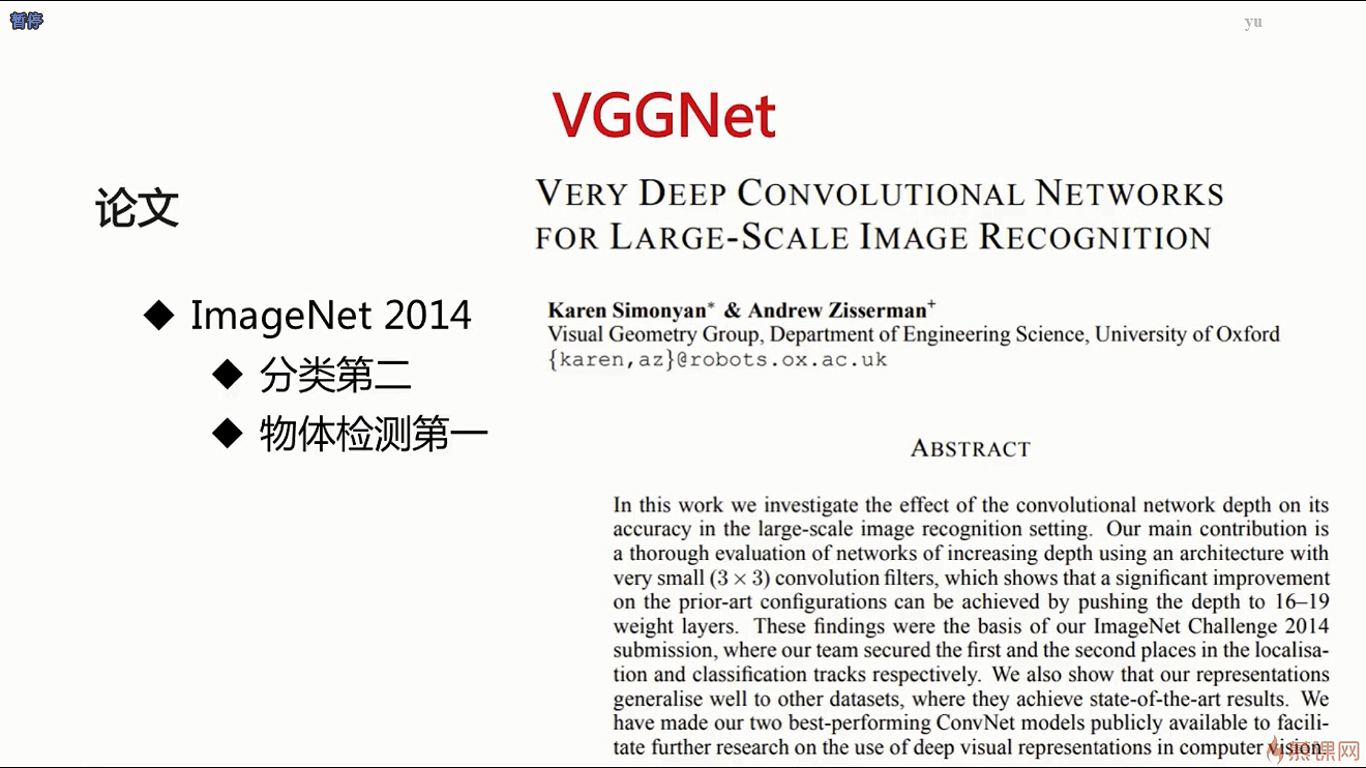 暂停
yu
VGGNet
论文
ImageNet 2014
分类第二
物体检测第一
VERY DEEP CONVOLUTIONAL NETWORKS
FOR LARGE-SCALE IMAGE RECOGNITION
Karen Simonyan* & Andrew Zisserman+
Visual Geometry Group, Department of Engineering Science, University of Oxford
{karen,az}@robots.ox.ac.uk
ABSTRACT
In this work we investigate the effect of the convolutional network depth on its
accuracy in the large-scale image recognition setting. Our main contribution is
a thorough evaluation of networks of increasing depth using an architecture with
very small (3 × 3) convolution filters, which shows that a significant improvement
on the prior-art configurations can be achieved by pushing the depth to 16–19
weight layers. These findings were the basis of our ImageNet Challenge 2014
submission, where our team secured the first and the second places in the localisa-
tion and classification tracks respectively. We also show that our representations
generalise well to other datasets, where they achieve state-of-the-art results. We
have made our two best-performing ConvNet models publicly available to facili-
tate further research on the use of deep visual representations in computer vision.
慕课网